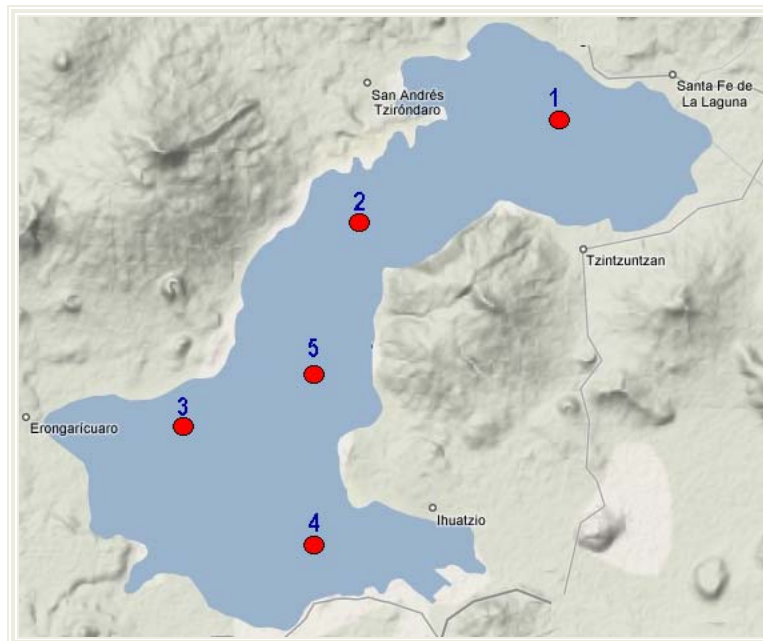 San Andrés
Tziróndaro
1
Santa Fe de
La Laguna
2
Tzintzuntzan
5
3
Erongarícuaro
4
Ihuatzio